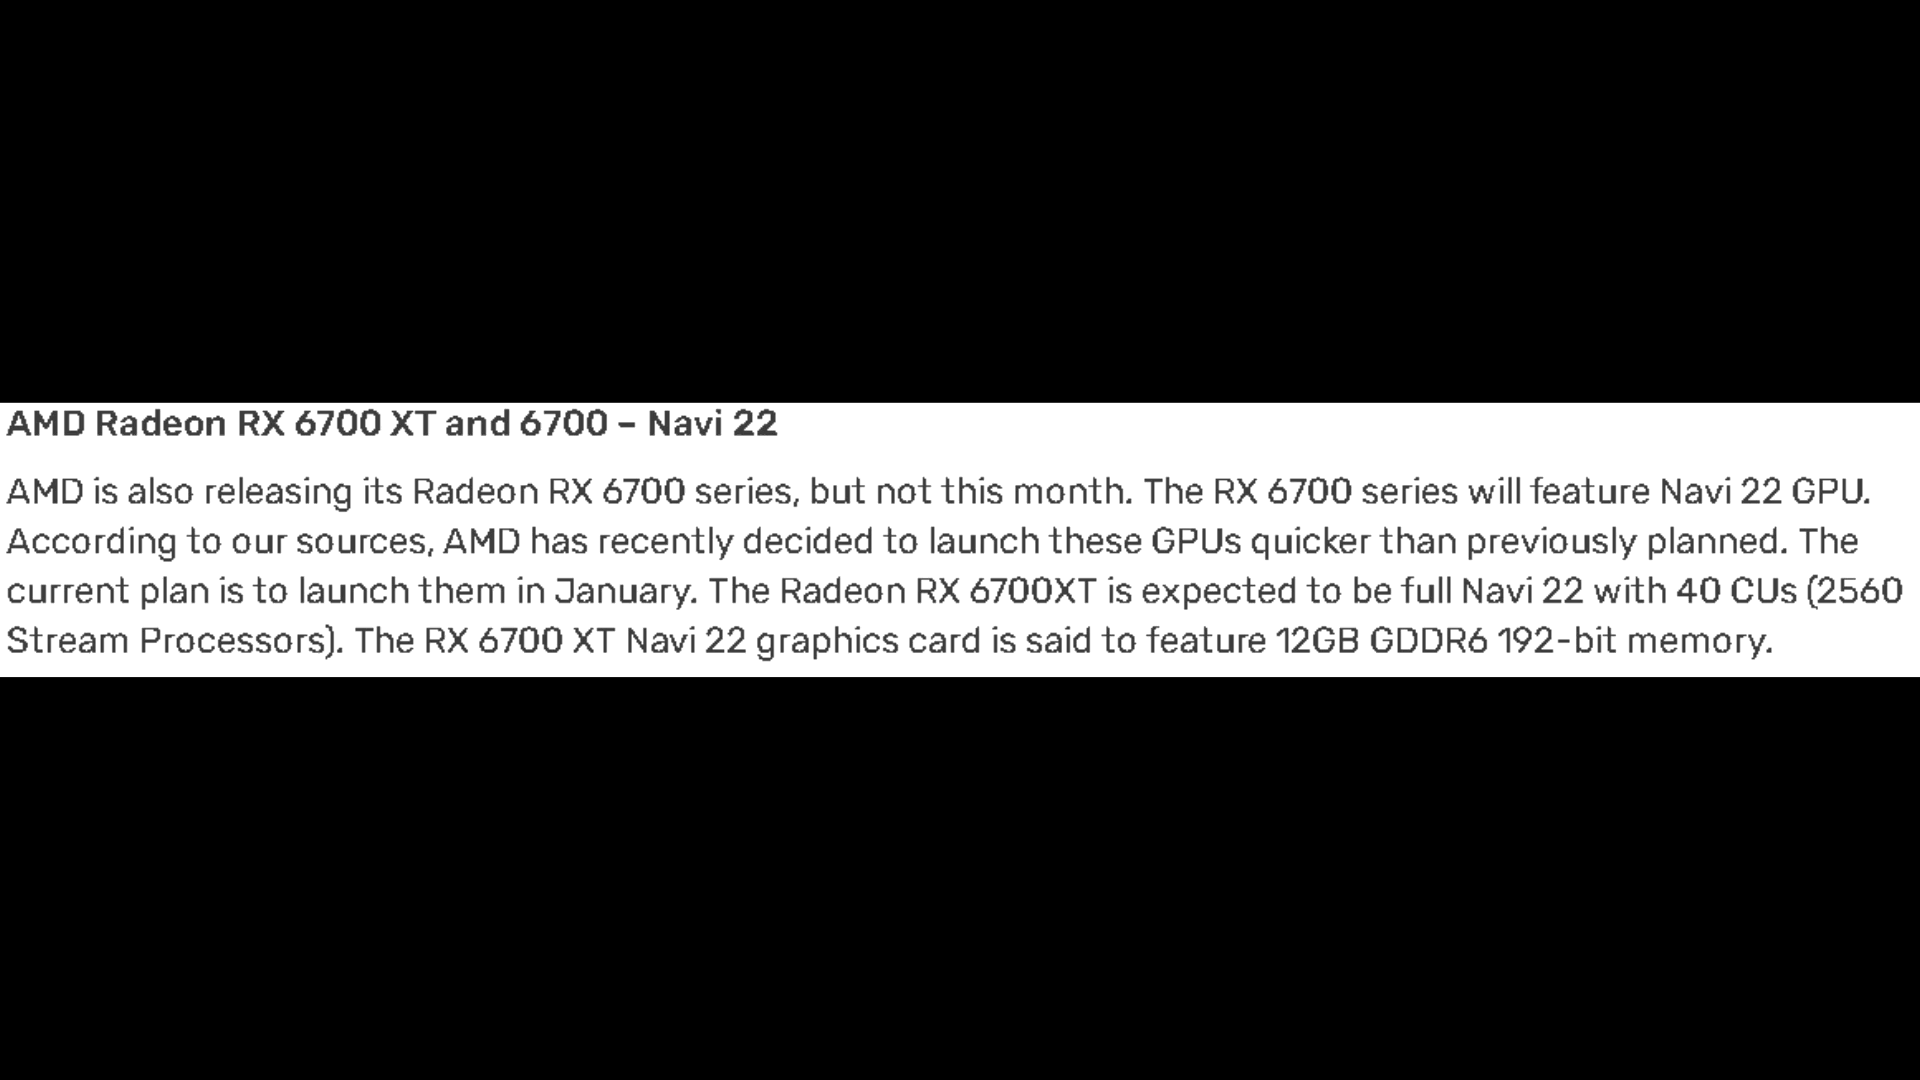 AMD Radeon RX 6700 XT and 6700 – Navi 22
AMD is also releasing its Radeon RX 6700 series, but not this month. The RX 6700 series will feature Navi 22 GPU.
According to our sources, AMD has recently decided to launch these GPUs quicker than previously planned. The
current plan is to launch them in January. The Radeon RX 6700XT is expected to be full Navi 22 with 40 CUs (2560
Stream Processors). The RX 6700 XT Navi 22 graphics card is said to feature 12GB GDDR6 192-bit memory.